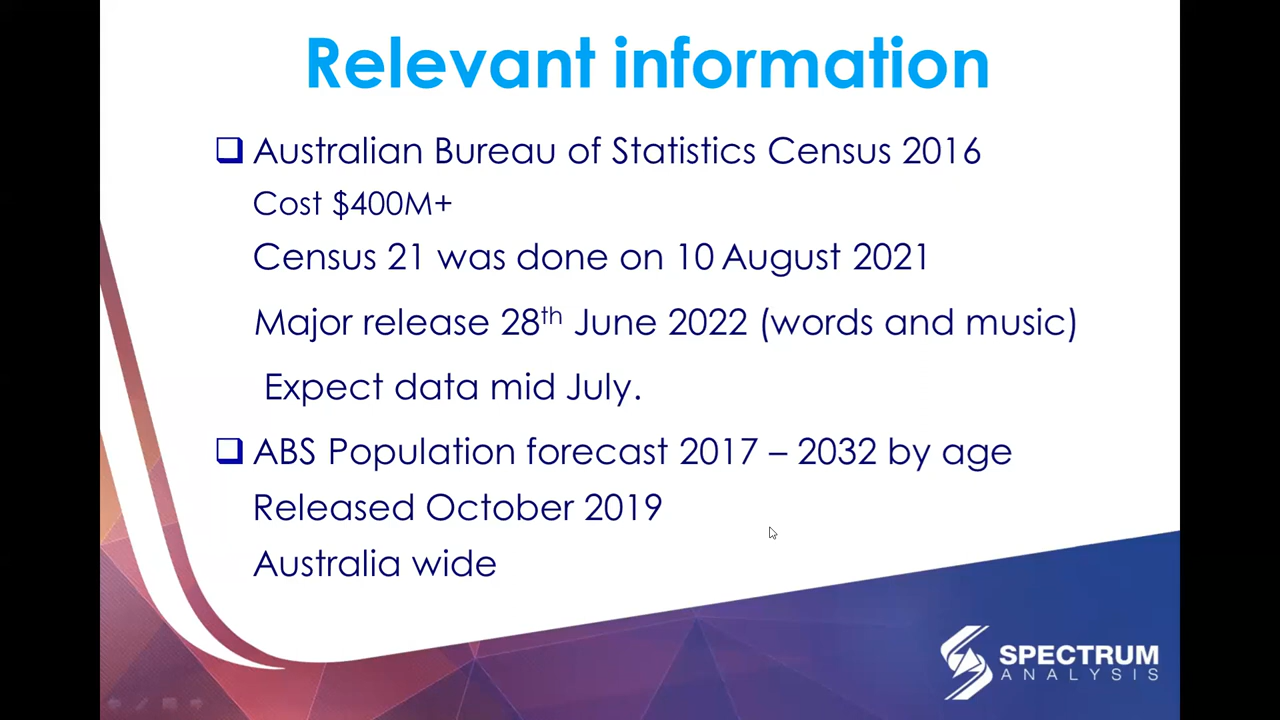 Relevant information
Australian Bureau of Statistics Census 2016
Cost $400M+
Census 21 was done on 10 August 2021
Major release 28th June 2022 (words and music)
Expect data mid July.
ABS Population forecast 2017 – 2032 by age
Released October 2019
Australia wide
SPECTRUM
ANALYSIS